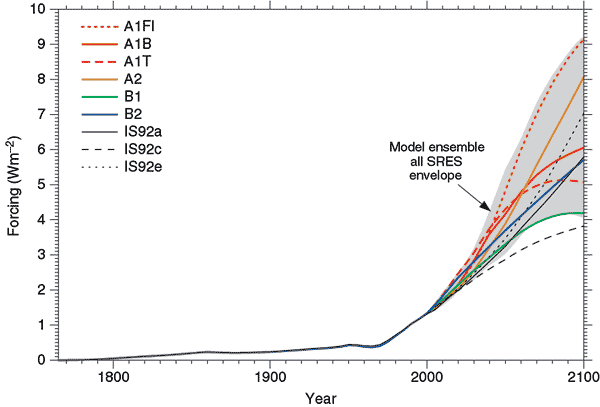 10
9
8
7
6
5
4
3
2
1
0
Forcing (Wm–2)
A1FI
A1B
A1T
A2
B1
B2
IS92a
IS92c
IS92e
Model ensemble
all SRES
envelope
1800
1900
2000
2100
Year